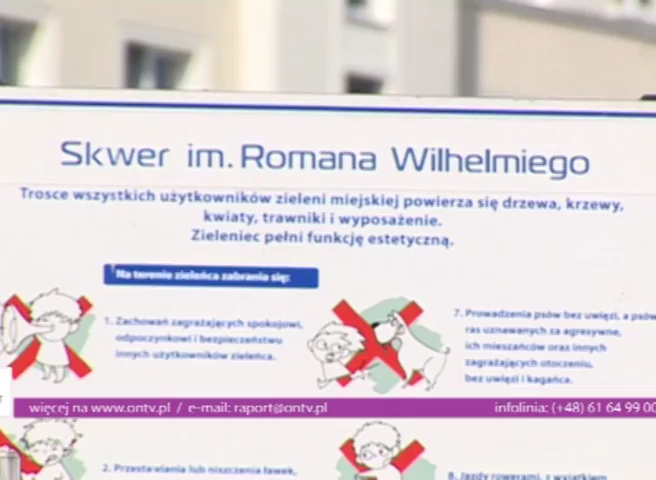 Skwer im. Romana Wilhelmiego
Trosce wszystkich użytkowników zieleni miejskiej powierza się drzewa, krzewy,
kwiaty, trawniki i wyposażenie.
Zieleniec pełni funkcję estetyczną.
Na terenie zieleńca zabrania się:
1. Zachowań zagrażających spokojowi,
odpoczynkowi i bezpieczeństwu
innych użytkowników zieleńca.
7. Prowadzenia psów bez uwięzi, a psów
ras uznawanych za agresywne,
ich mieszańców oraz innych
zagrażających otoczeniu,
bez uwięzi i kagańca.
więcej na www.ontv.pl / e-mail: raport@ontv.pl
infolinia: (+48) 61 64 99 00
2. Przestawiania lub niszczenia ławek,
8. Jazdy rowerami, z wyjątkiem